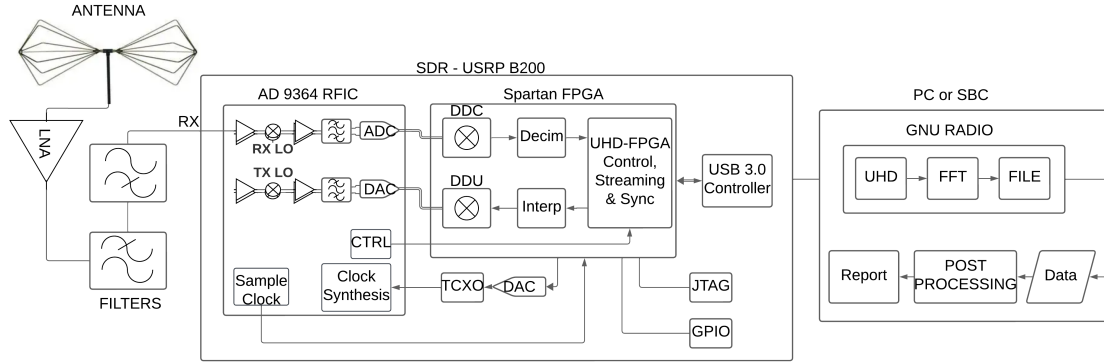 ANTENNA
SDR - USRP B200
AD 9364 RFIC
Spartan FPGA
PC or SBC
LNA
RX
DDC
GNU RADIO
ADC
Decim
RX LO
UHD-FPGA
Control,
Streaming
& Sync
TX LO
DAC
DDU
Interp
USB 3.0
Controller
UHD
FFT
FILE
CTRL
FILTERS
Sample
Clock
Clock
Synthesis
TCXO
DAC
JTAG
GPIO
Report
POST
PROCESSING
Data